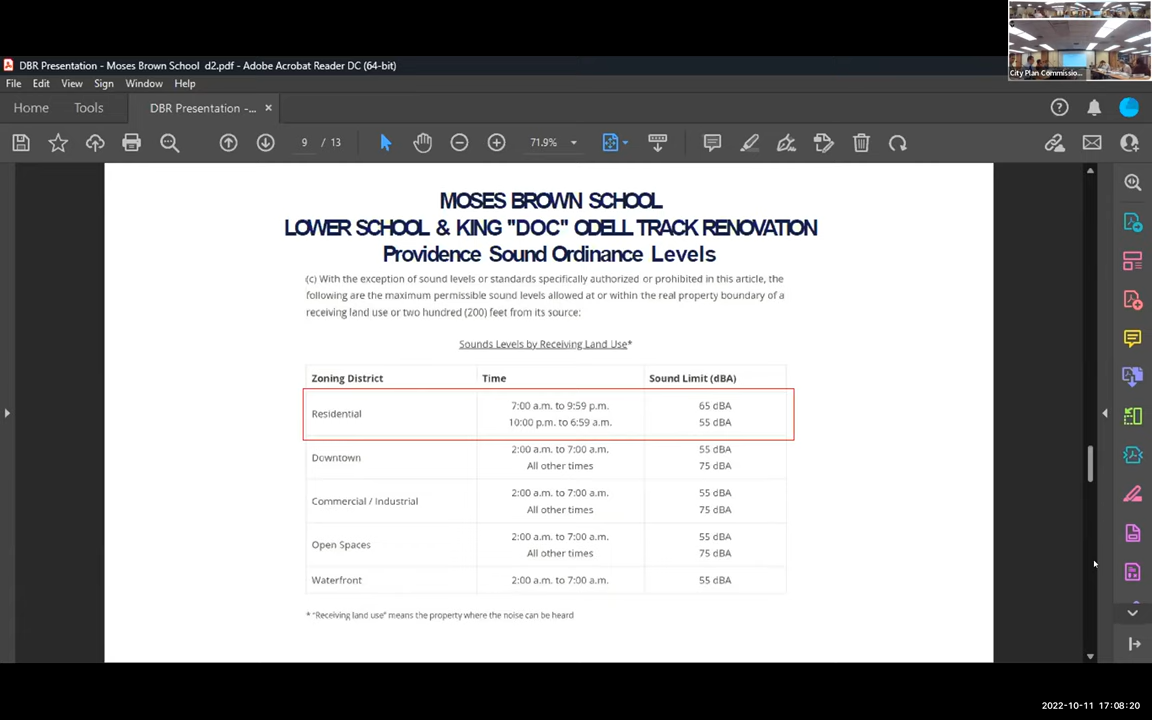 City Plan Commissio...
DBR Presentation - Moses Brown School d2.pdf - Adobe Acrobat Reader DC (64-bit)
File Edit View Sign Window Help
Home Tools DBR Presentation -... ×
9 / 13 71.9%
MOSES BROWN SCHOOL
LOWER SCHOOL & KING "DOC" ODELL TRACK RENOVATION
Providence Sound Ordinance Levels
(c) With the exception of sound levels or standards specifically authorized or prohibited in this article, the
following are the maximum permissible sound levels allowed at or within the real property boundary of a
receiving land use or two hundred (200) feet from its source:
Sounds Levels by Receiving Land Use*
Zoning District Time Sound Limit (dBA)
Residential
7:00 a.m. to 9:59 p.m. 65 dBA
10:00 p.m. to 6:59 a.m. 55 dBA
Downtown
2:00 a.m. to 7:00 a.m. 55 dBA
All other times 75 dBA
Commercial / Industrial
2:00 a.m. to 7:00 a.m. 55 dBA
All other times 75 dBA
Open Spaces
2:00 a.m. to 7:00 a.m. 55 dBA
All other times 75 dBA
Waterfront 2:00 a.m. to 7:00 a.m. 55 dBA
* "Receiving land use" means the property where the noise can be heard
2022-10-11 17:08:20